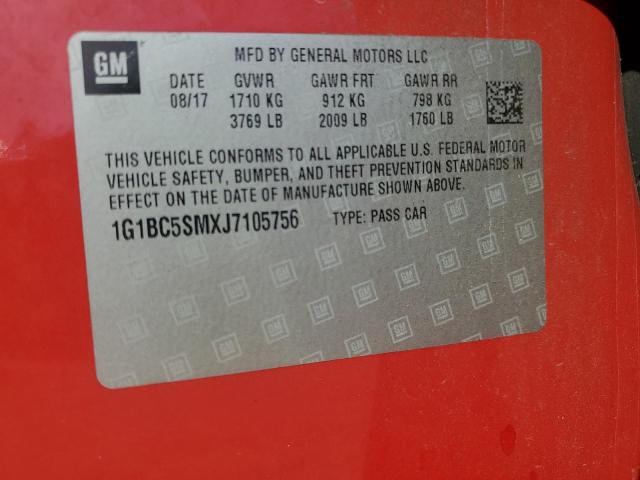 GM
MFD BY GENERAL MOTORS LLC
DATE GVWR GAWR FRT GAWR RR
08/17 1710 KG 912 KG 798 KG
3769 LB 2009 LB 1760 LB
THIS VEHICLE CONFORMS TO ALL APPLICABLE U.S. FEDERAL MOTOR
VEHICLE SAFETY, BUMPER, AND THEFT PREVENTION STANDARDS IN
EFFECT ON THE DATE OF MANUFACTURE SHOWN ABOVE.
1G1BC5SMXJ7105756 TYPE: PASS CAR